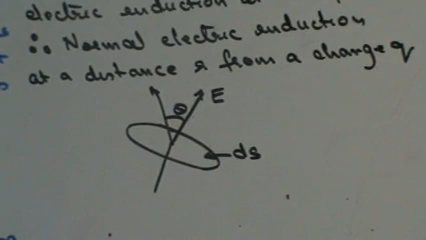 electric induction
∴ Normal electric induction
at a distance r from a charge q
θ
E
ds